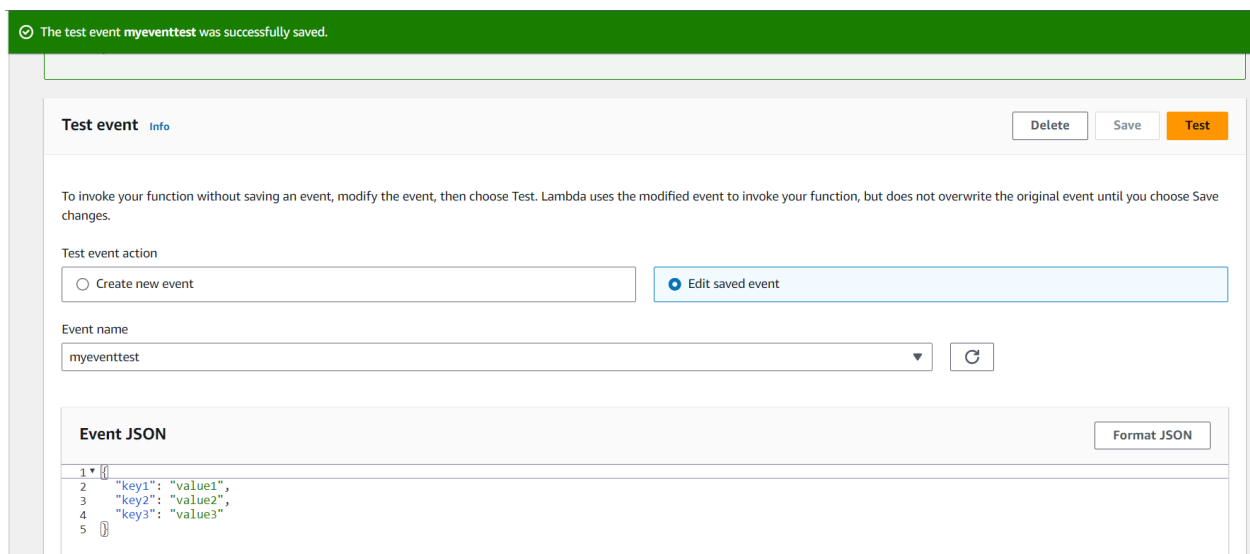 The test event myeventtest was successfully saved.
Test event Info
Delete
Save
Test
To invoke your function without saving an event, modify the event, then choose Test. Lambda uses the modified event to invoke your function, but does not overwrite the original event until you choose Save
changes.
Test event action
Create new event
Edit saved event
Event name
myeventtest
Event JSON
Format JSON
1 {
2 "key1": "value1",
3 "key2": "value2",
4 "key3": "value3"
5 }